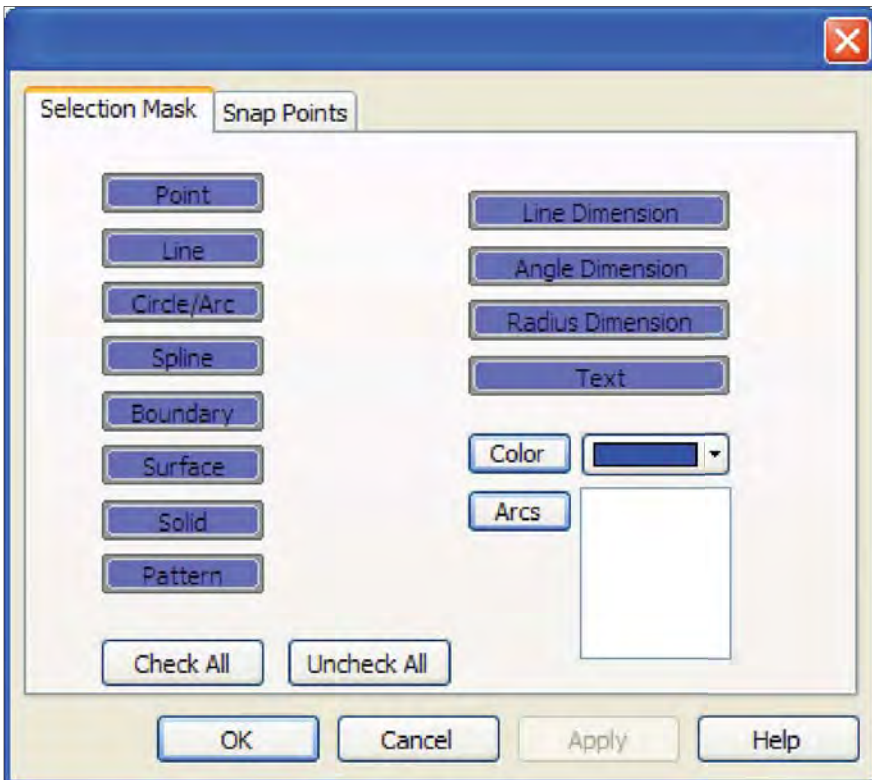 Selection Mask
Snap Points
Point
Line
Circle/Arc
Spline
Boundary
Surface
Solid
Pattern
Line Dimension
Angle Dimension
Radius Dimension
Text
Color
Arcs
Check All
Uncheck All
OK
Cancel
Apply
Help